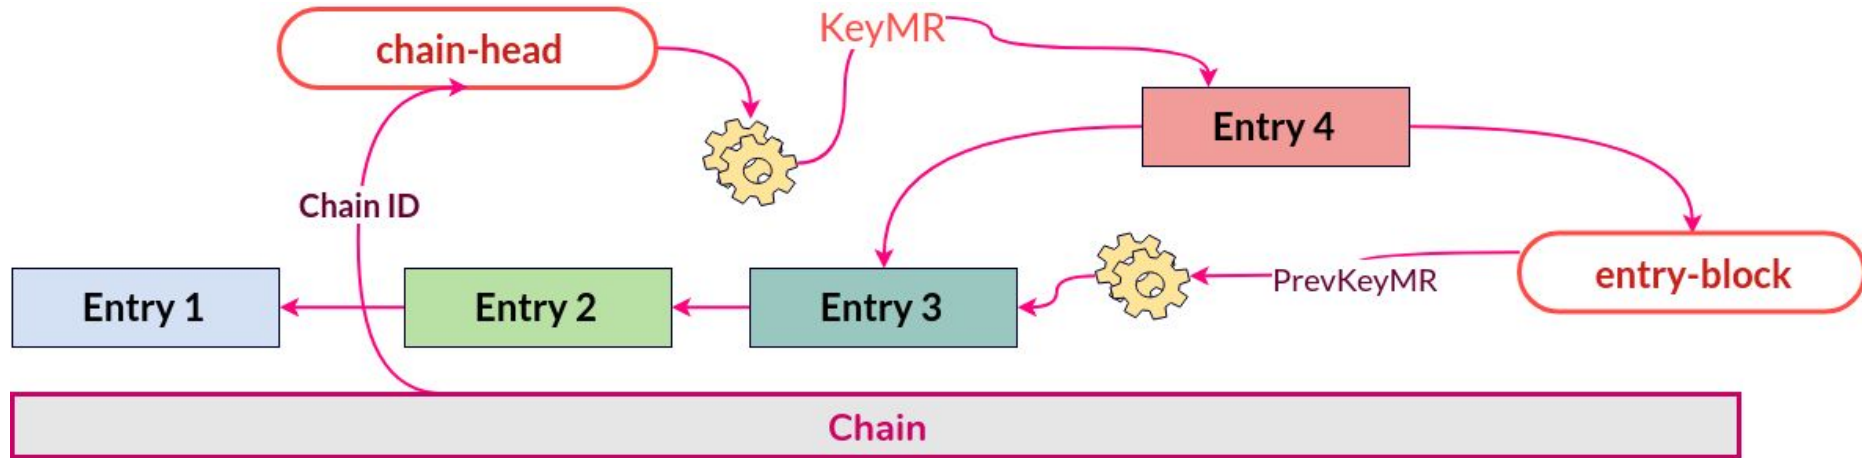 KeyMR
chain-head
Entry 4
Chain ID
PrevKeyMR
entry-block
Entry 1
Entry 2
Entry 3
Chain